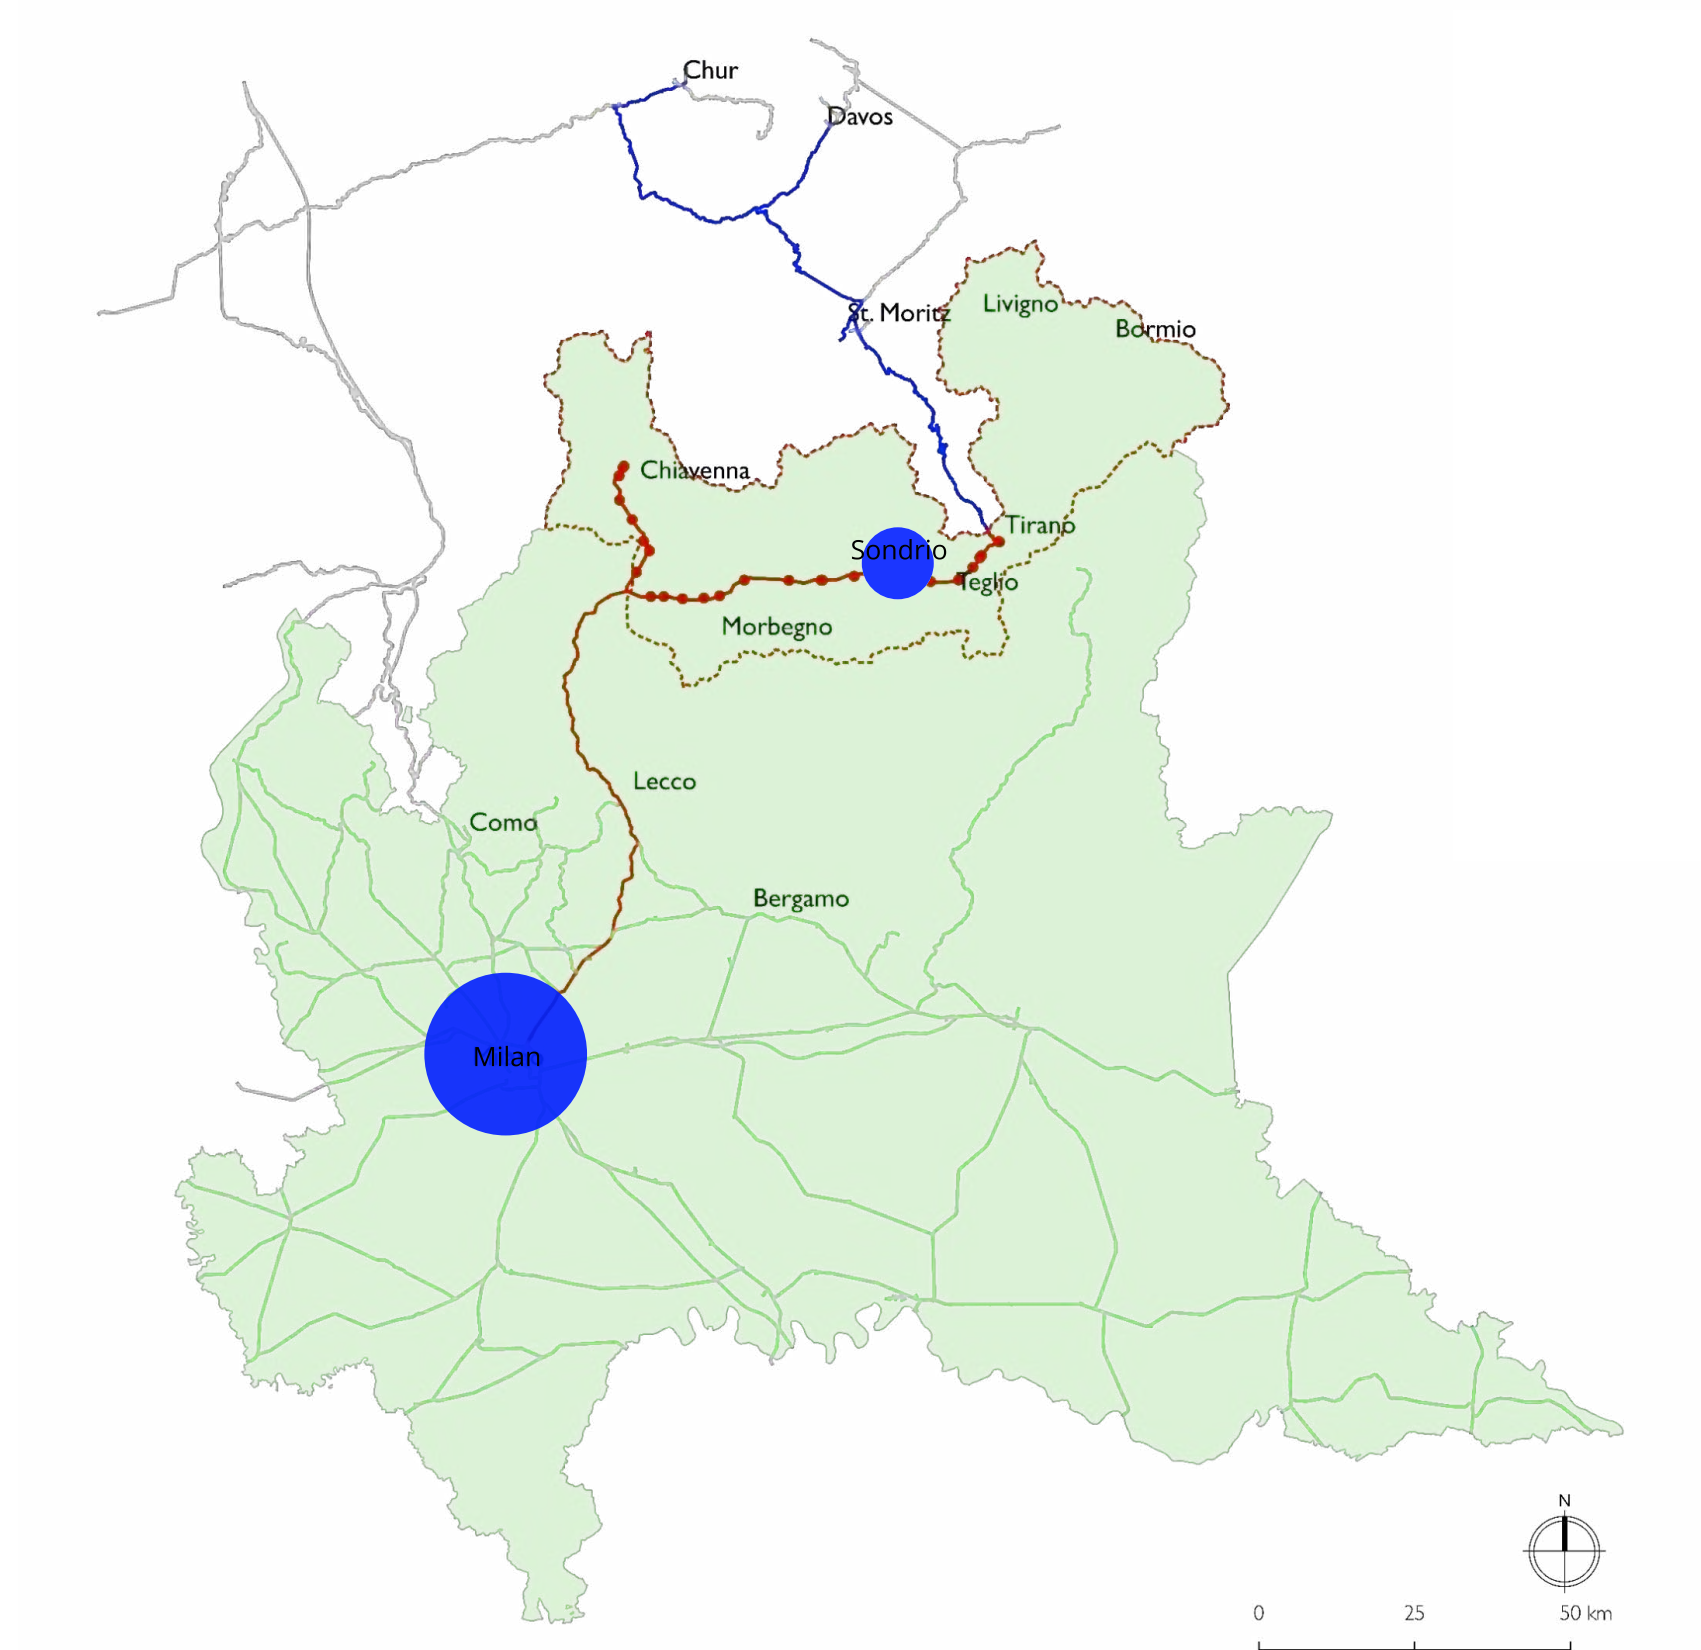 Chur
Davos
Livigno
St. Moritz
Bormio
Chiavenna
Tirano
Sondrio
Teglio
Morbegno
Lecco
Como
Bergamo
Milan
N
0 25 50 km